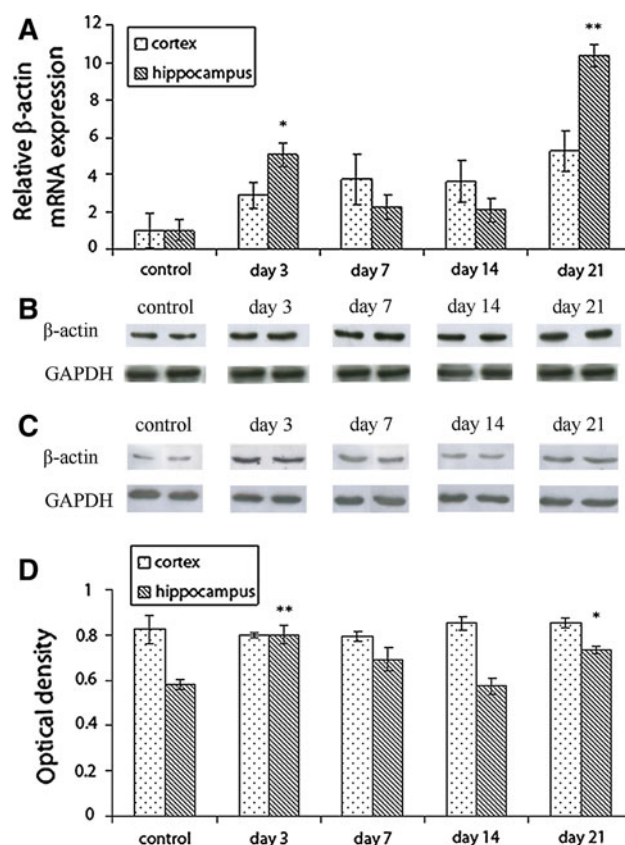 A
Relative β-actin
mRNA expression
12
10
8
6
4
2
0
cortex
hippocampus
*
**
control day 3 day 7 day 14 day 21
B
control day 3 day 7 day 14 day 21
β-actin
GAPDH
C
control day 3 day 7 day 14 day 21
β-actin
GAPDH
D
cortex
hippocampus
Optical density
1
0.8
0.6
0.4
0.2
0
**
*
control day 3 day 7 day 14 day 21